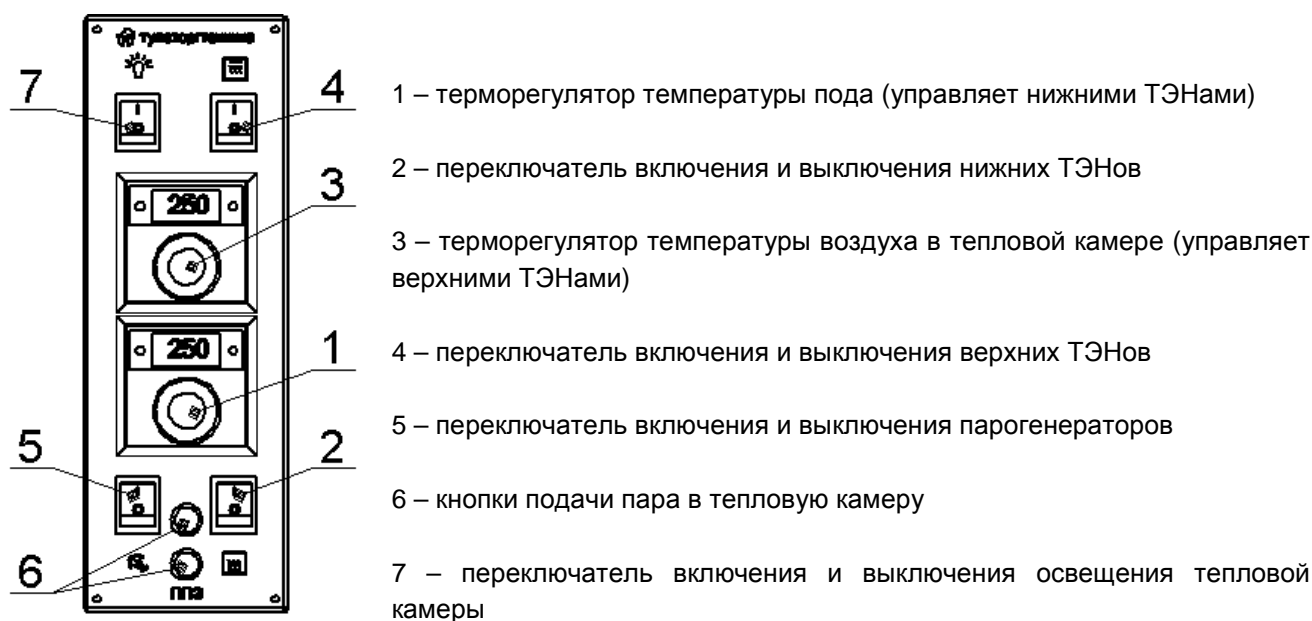 тулаторгтехника
7
4
1 – терморегулятор температуры пода (управляет нижними ТЭНами)
2 – переключатель включения и выключения нижних ТЭНов
250
3
3 – терморегулятор температуры воздуха в тепловой камере (управляет
верхними ТЭНами)
250
1
4 – переключатель включения и выключения верхних ТЭНов
5 – переключатель включения и выключения парогенераторов
5
2
6 – кнопки подачи пара в тепловую камеру
6
ппэ
7 – переключатель включения и выключения освещения тепловой
камеры